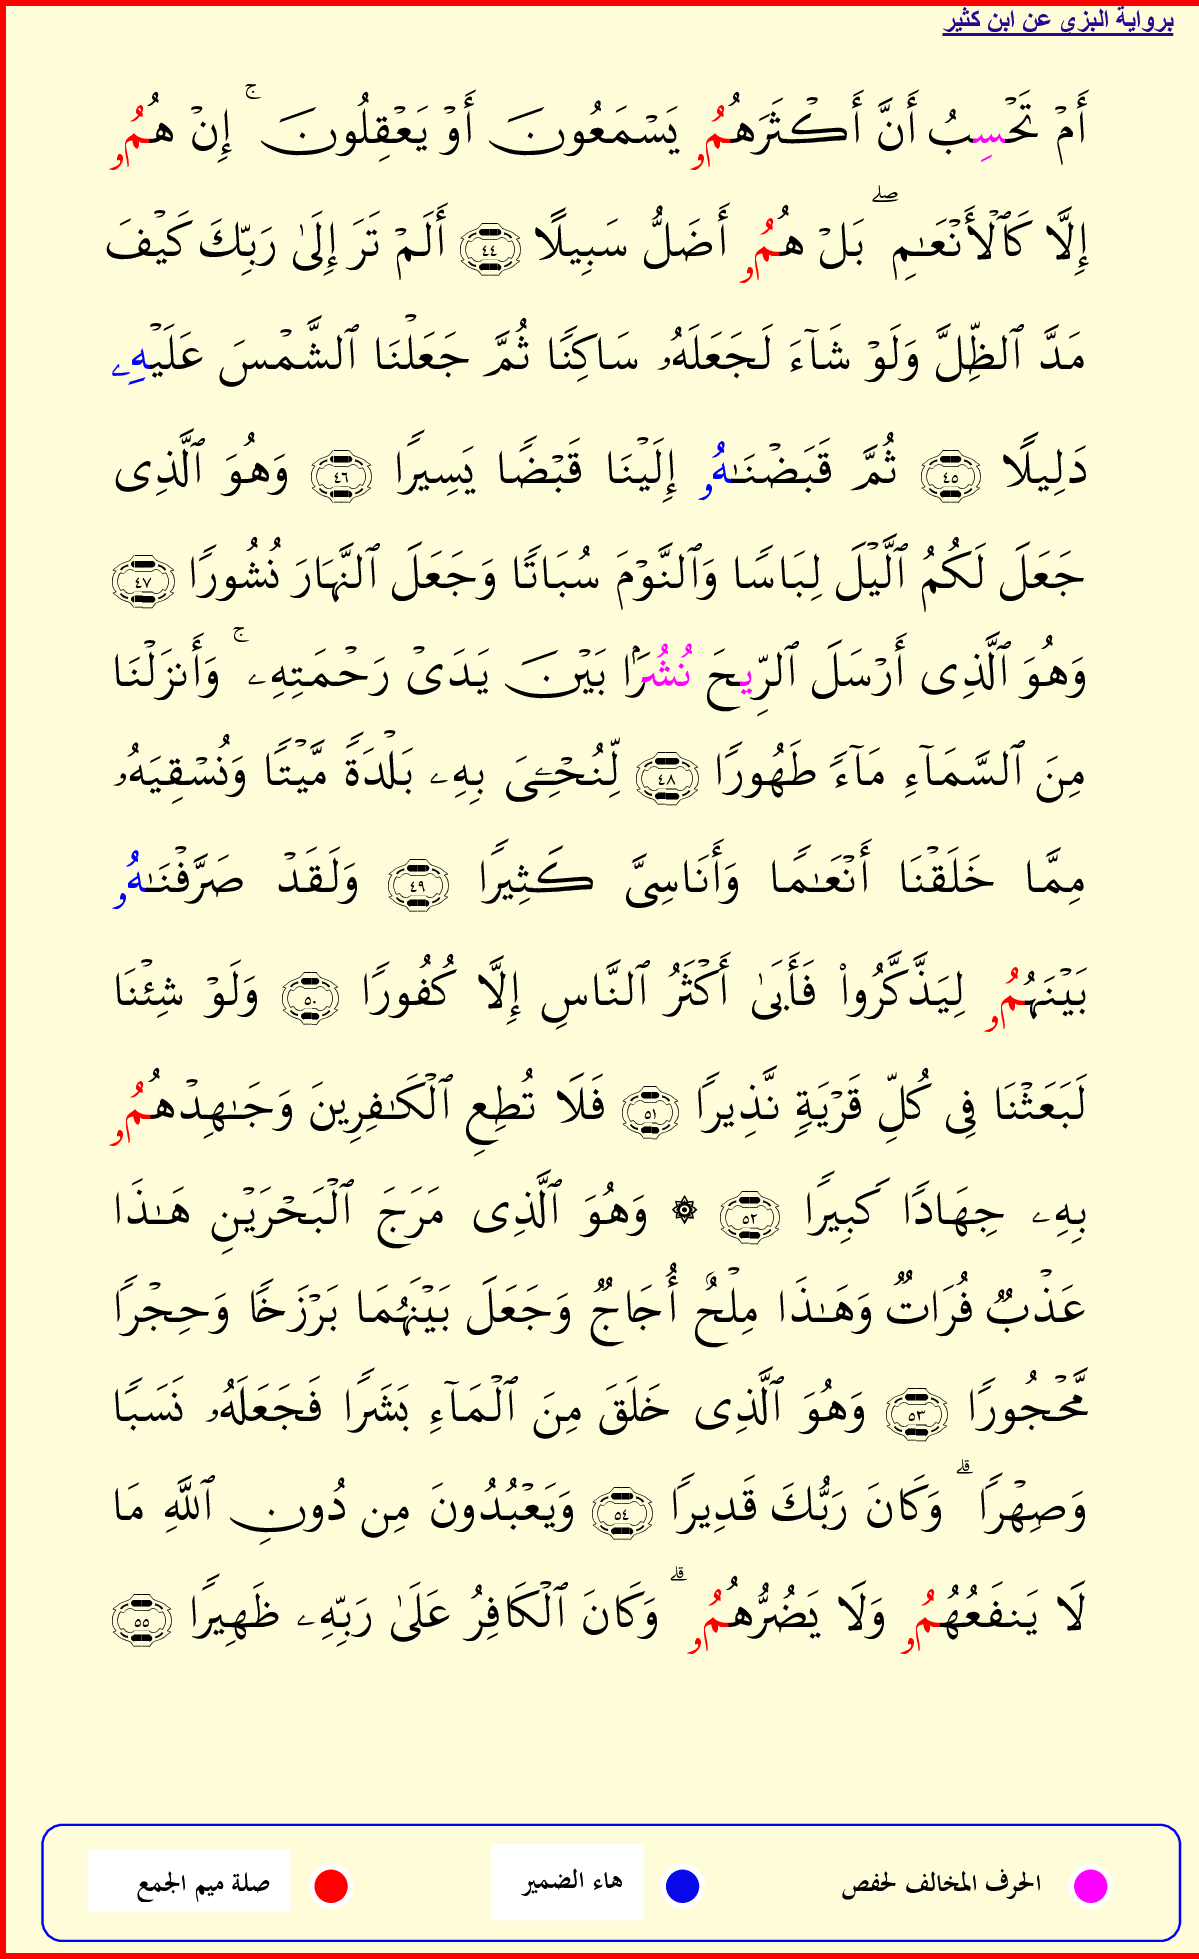 برواية البزى عن ابن كثير
أَمْ تَحْسِبُ أَنَّ أَكْثَرَهُمُۥ يَسْمَعُونَ أَوْ يَعْقِلُونَ ۚ إِنْ هُمُۥ
إِلَّا كَٱلْأَنْعَـٰمِ ۖ بَلْ هُمُۥ أَضَلُّ سَبِيلًا ٤٤ أَلَمْ تَرَ إِلَىٰ رَبِّكَ كَيْفَ
مَدَّ ٱلظِّلَّ وَلَوْ شَآءَ لَجَعَلَهُۥ سَاكِنًا ثُمَّ جَعَلْنَا ٱلشَّمْسَ عَلَيْهِۦ
دَلِيلًا ٤٥ ثُمَّ قَبَضْنَـٰهُۥ إِلَيْنَا قَبْضًا يَسِيرًا ٤٦ وَهُوَ ٱلَّذِى
جَعَلَ لَكُمُ ٱلَّيْلَ لِبَاسًا وَٱلنَّوْمَ سُبَاتًا وَجَعَلَ ٱلنَّهَارَ نُشُورًا ٤٧
وَهُوَ ٱلَّذِى أَرْسَلَ ٱلرِّيحَ نُشُرًۢا بَيْنَ يَدَىْ رَحْمَتِهِۦ ۚ وَأَنزَلْنَا
مِنَ ٱلسَّمَآءِ مَآءً طَهُورًا ٤٨ لِّنُحْـِۧىَ بِهِۦ بَلْدَةً مَّيْتًا وَنُسْقِيَهُۥ
مِمَّا خَلَقْنَا أَنْعَـٰمًا وَأَنَاسِىَّ كَثِيرًا ٤٩ وَلَقَدْ صَرَّفْنَـٰهُۥ
بَيْنَهُمُۥ لِيَذَّكَّرُوا۟ فَأَبَىٰ أَكْثَرُ ٱلنَّاسِ إِلَّا كُفُورًا ٥٠ وَلَوْ شِئْنَا
لَبَعَثْنَا فِى كُلِّ قَرْيَةٍ نَّذِيرًا ٥١ فَلَا تُطِعِ ٱلْكَـٰفِرِينَ وَجَـٰهِدْهُمُۥ
بِهِۦ جِهَادًا كَبِيرًا ٥٢ ۞ وَهُوَ ٱلَّذِى مَرَجَ ٱلْبَحْرَيْنِ هَـٰذَا
عَذْبٌ فُرَاتٌ وَهَـٰذَا مِلْحٌ أُجَاجٌ وَجَعَلَ بَيْنَهُمَا بَرْزَخًا وَحِجْرًا
مَّحْجُورًا ٥٣ وَهُوَ ٱلَّذِى خَلَقَ مِنَ ٱلْمَآءِ بَشَرًا فَجَعَلَهُۥ نَسَبًا
وَصِهْرًا ۗ وَكَانَ رَبُّكَ قَدِيرًا ٥٤ وَيَعْبُدُونَ مِن دُونِ ٱللَّهِ مَا
لَا يَنفَعُهُمُۥ وَلَا يَضُرُّهُمُۥ ۗ وَكَانَ ٱلْكَافِرُ عَلَىٰ رَبِّهِۦ ظَهِيرًا ٥٥
الحرف المخالف لحفص هاء الضمير صلة ميم الجمع